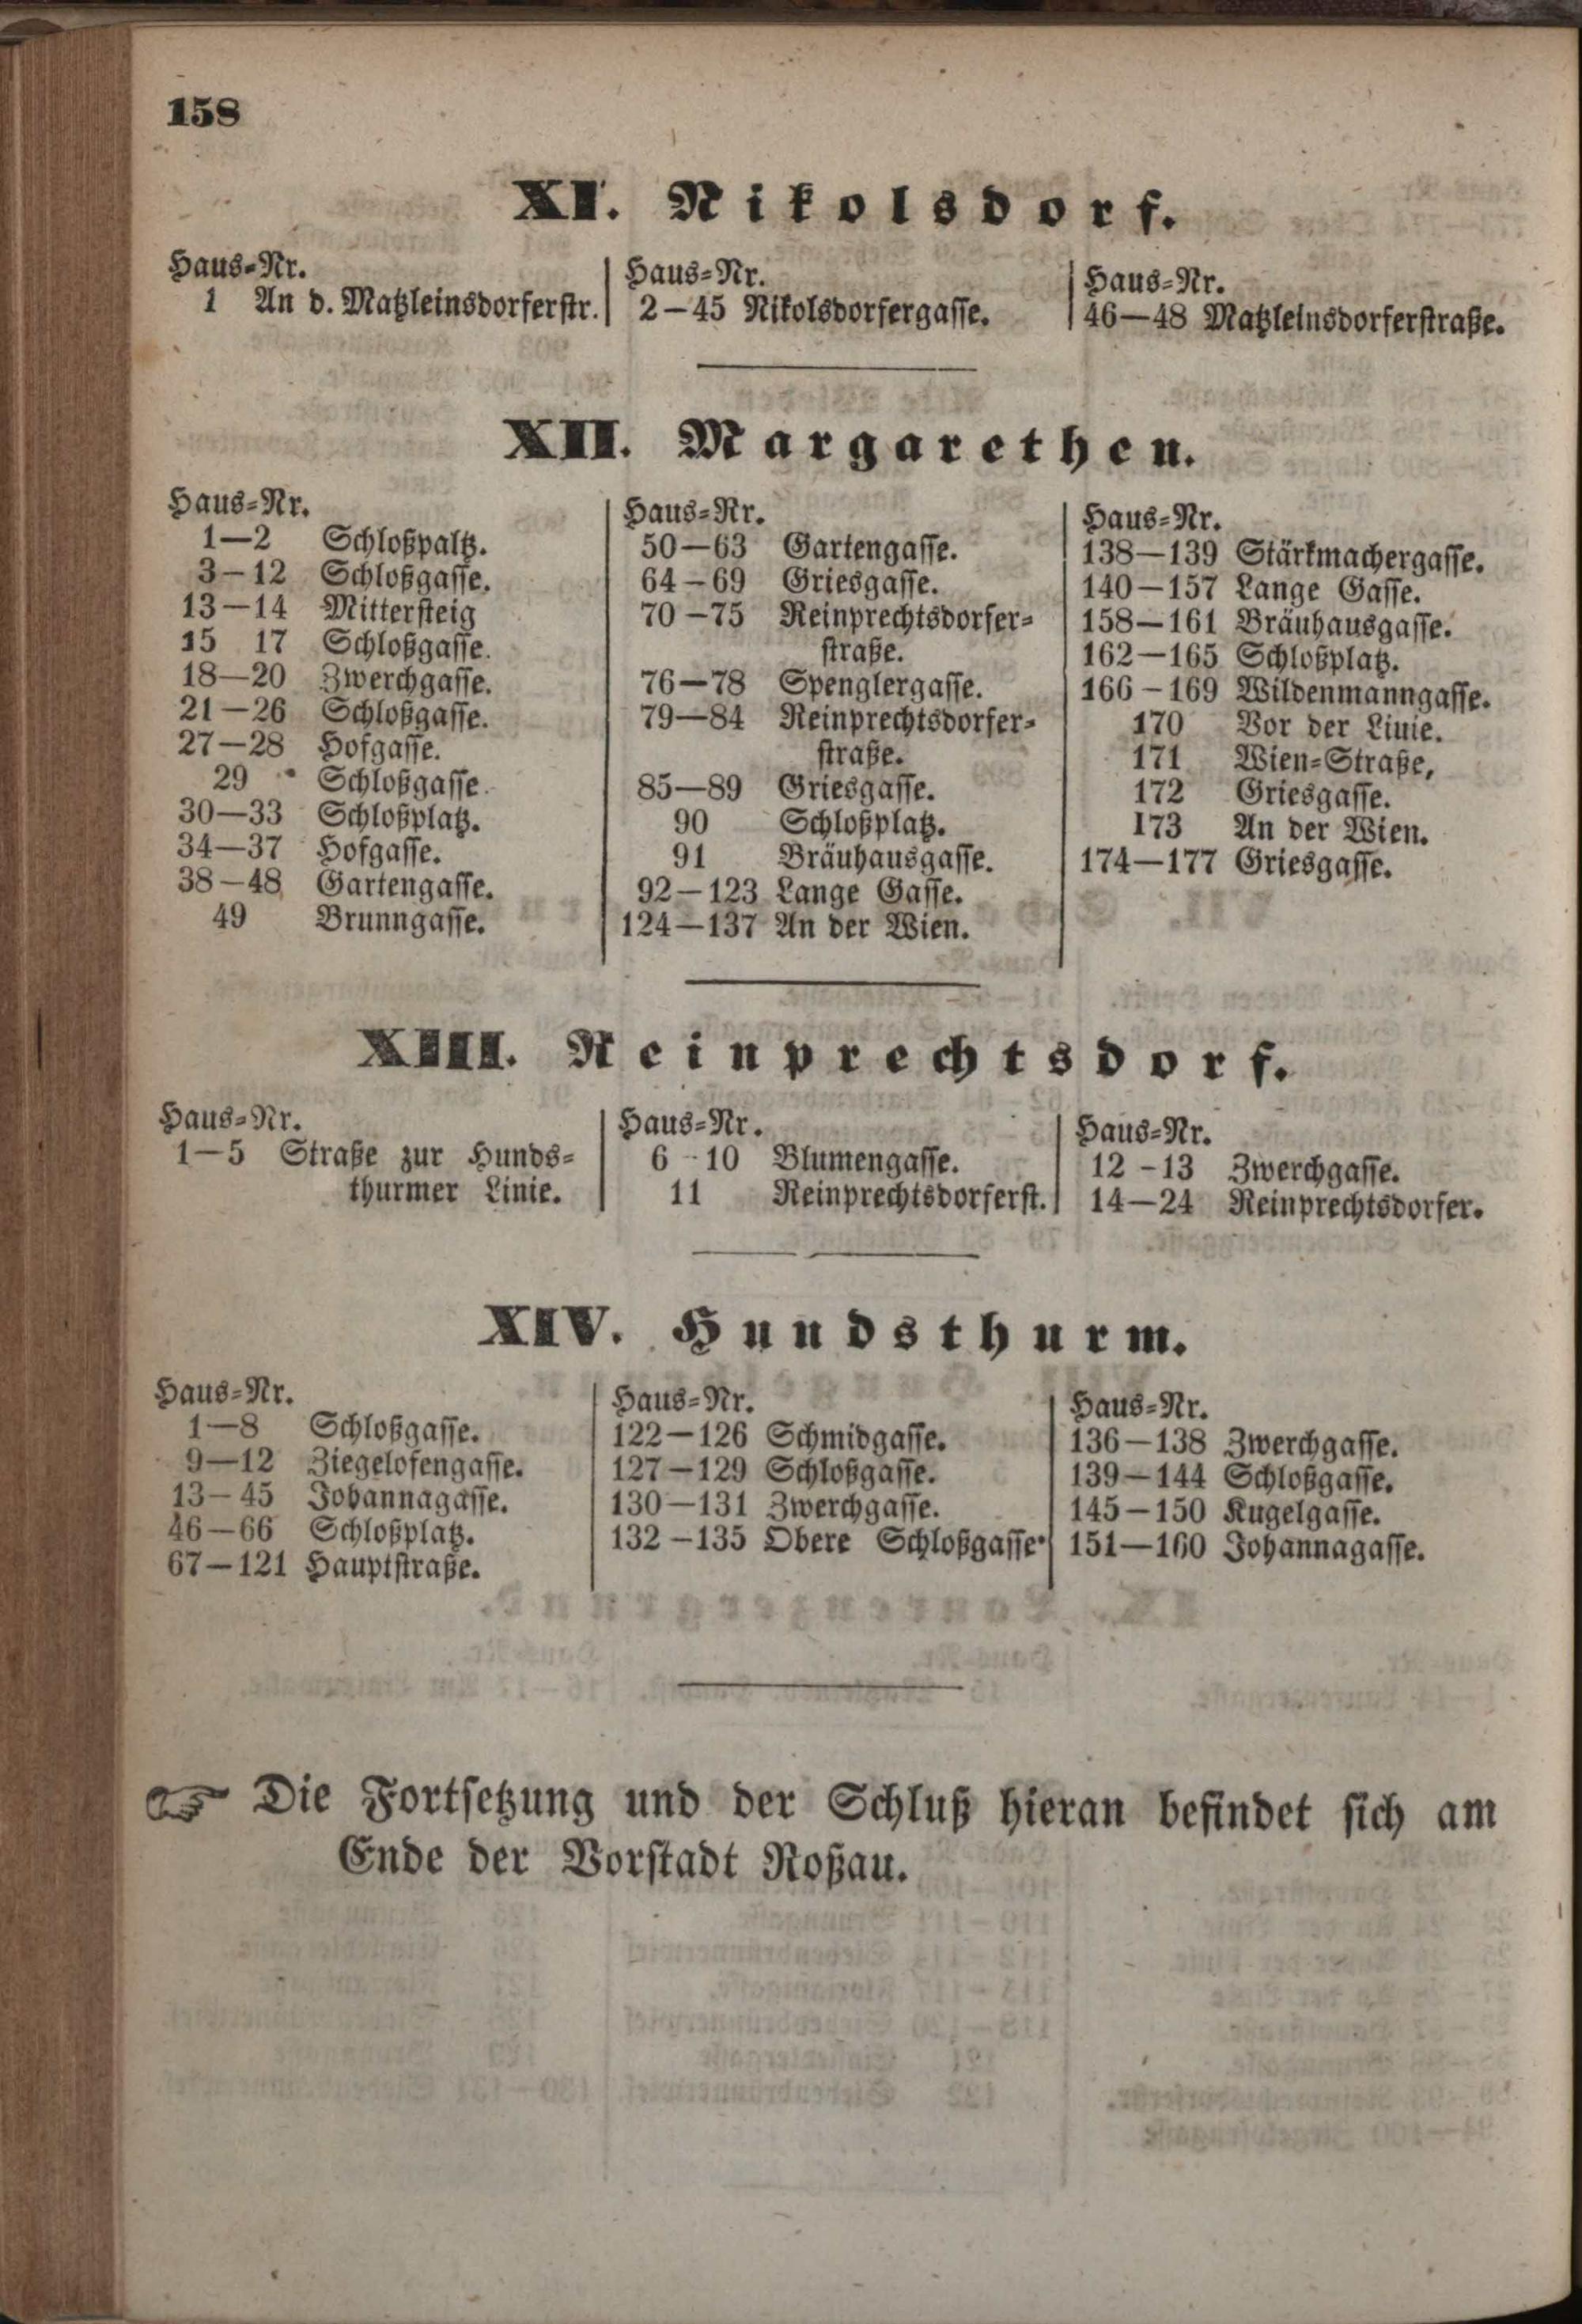 158
XI. Nikolsdorf.
Haus-Nr.
1 An d. Matzleinsdorferstr.
Haus-Nr.
2—45 Nikolsdorfergasse.
Haus-Nr.
46—48 Matzleinsdorferstraße.
XII. Margarethen.
Haus-Nr.
1—2 Schloßpaltz.
3—12 Schloßgasse.
13—14 Mittersteig
15 17 Schloßgasse.
18—20 Zwerchgasse.
21—26 Schloßgasse.
27—28 Hofgasse.
29 Schloßgasse.
30—33 Schloßplatz.
34—37 Hofgasse.
38—48 Gartengasse.
49 Brunngasse.
Haus-Nr.
50—63 Gartengasse.
64—69 Griesgasse.
70—75 Reinprechtsdorfer-
straße.
76—78 Spenglergasse.
79—84 Reinprechtsdorfer-
straße.
85—89 Griesgasse.
90 Schloßplatz.
91 Bräuhausgasse.
92—123 Lange Gasse.
124—137 An der Wien.
Haus-Nr.
138—139 Stärkmachergasse.
140—157 Lange Gasse.
158—161 Bräuhausgasse.
162—165 Schloßplatz.
166—169 Wildenmanngasse.
170 Vor der Linie.
171 Wien-Straße,
172 Griesgasse.
173 An der Wien.
174—177 Griesgasse.
XIII. Reinprechtsdorf.
Haus-Nr.
1—5 Straße zur Hunds-
thurmer Linie.
Haus-Nr.
6-10 Blumengasse.
11 Reinprechtsdorferst.
Haus-Nr.
12-13 Zwerchgasse.
14—24 Reinprechtsdorfer.
XIV. Hundsthurm.
Haus-Nr.
1—8 Schloßgasse.
9—12 Ziegelofengasse.
13—45 Johannagasse.
46—66 Schloßplatz.
67—121 Hauptstraße.
Haus-Nr.
122—126 Schmidgasse.
127—129 Schloßgasse.
130—131 Zwerchgasse.
132—135 Obere Schloßgasse.
Haus-Nr.
136—138 Zwerchgasse.
139—144 Schloßgasse.
145—150 Kugelgasse.
151—160 Johannagasse.
☞ Die Fortsetzung und der Schluß hieran befindet sich am
Ende der Vorstadt Roßau.